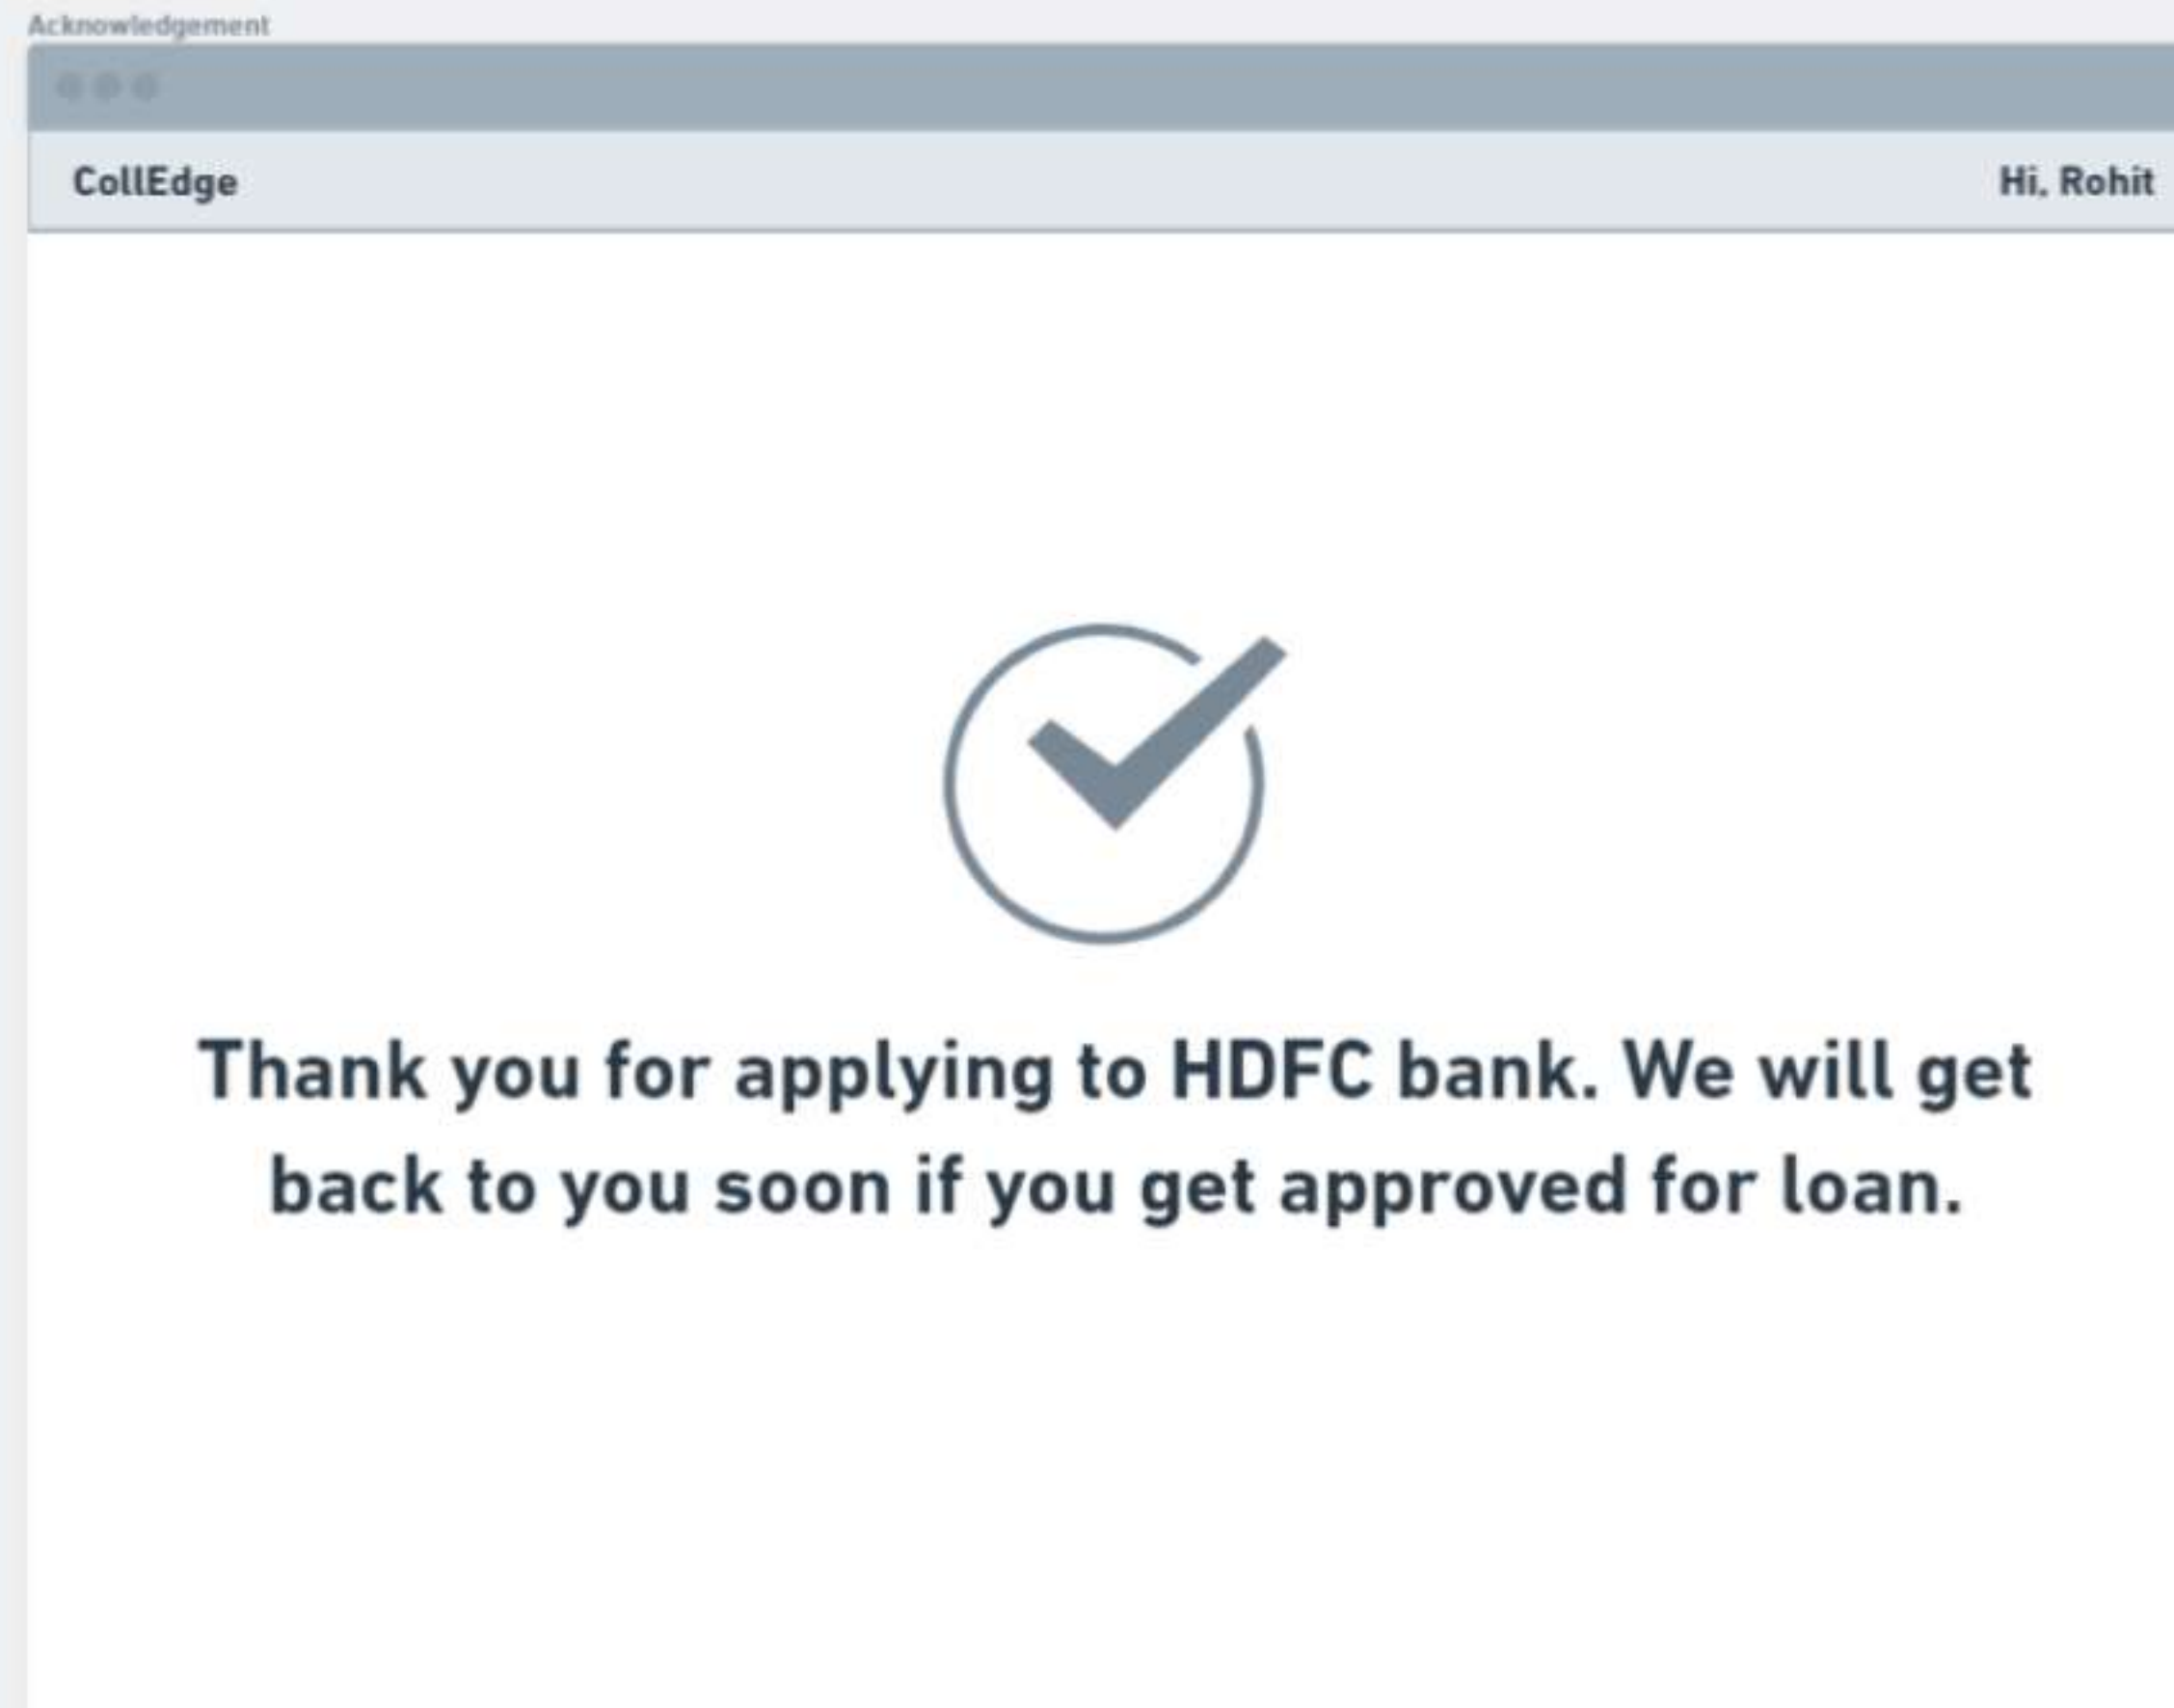 Acknowledgement
CollEdge
Hi, Rohit
Thank you for applying to HDFC bank. We will get
back to you soon if you get approved for loan.